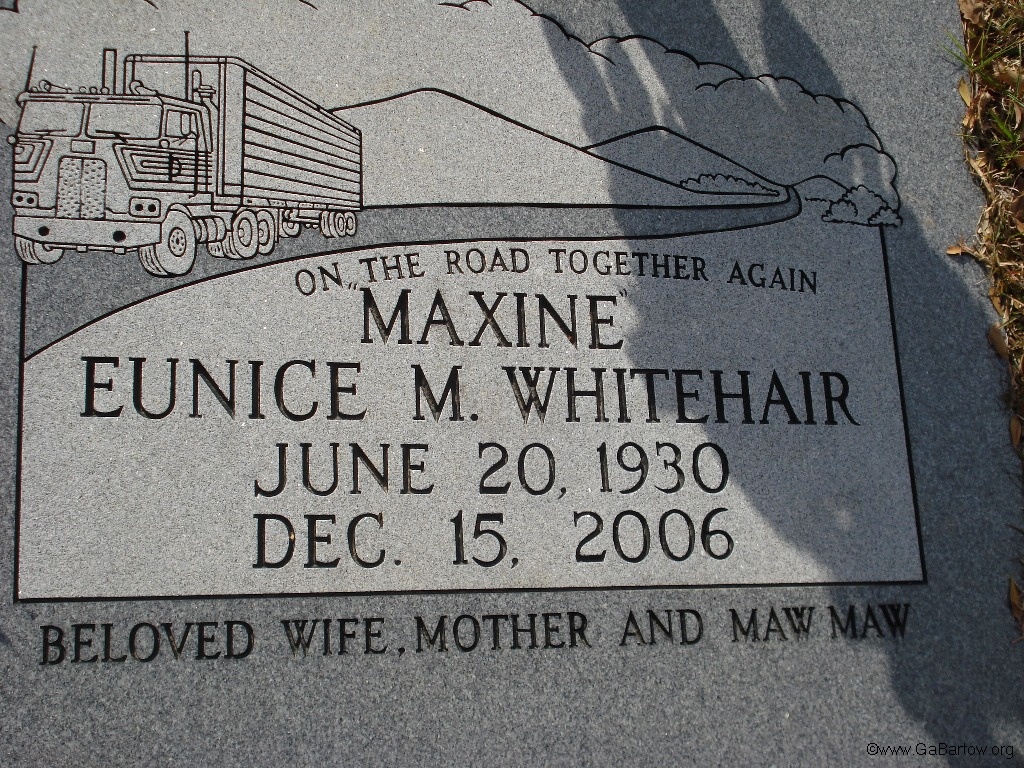 ON THE ROAD TOGETHER AGAIN
"MAXINE"
EUNICE M. WHITEHAIR
JUNE 20, 1930
DEC. 15, 2006
BELOVED WIFE, MOTHER AND MAW MAW
©www.GaBartow.org